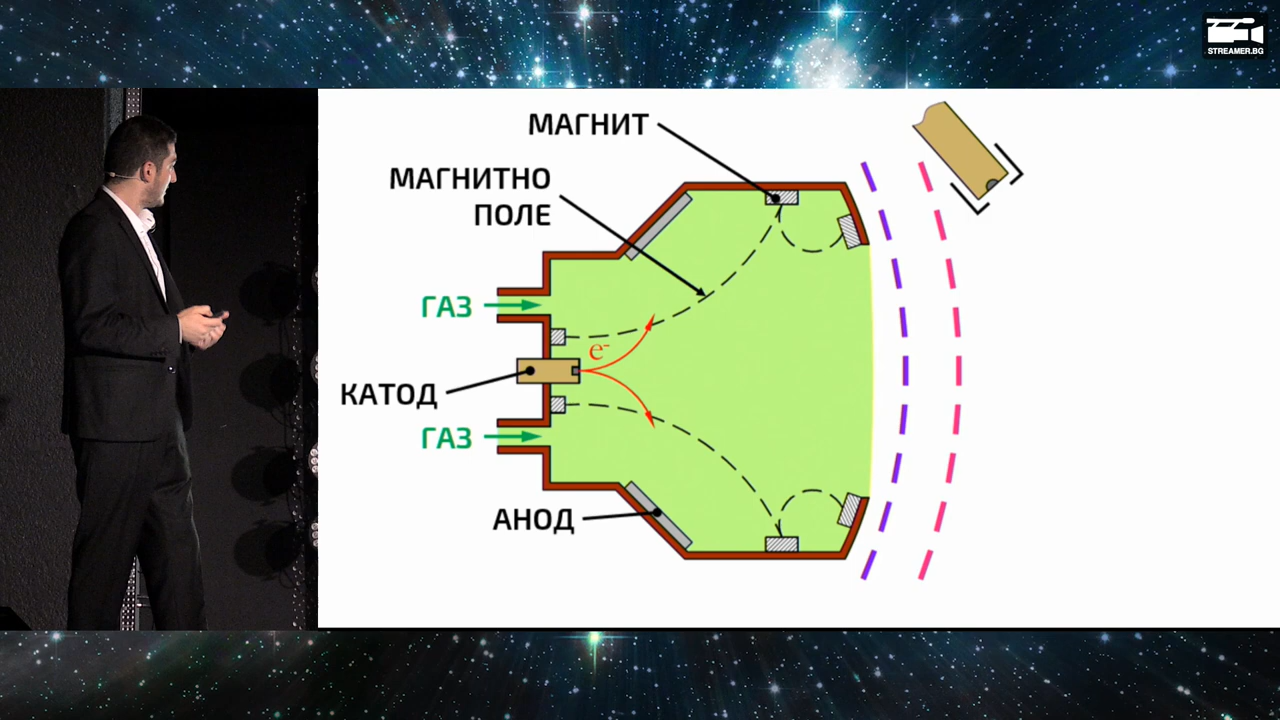 STREAMER.BG
МАГНИТ
МАГНИТНО
ПОЛЕ
ГАЗ
e-
КАТОД
ГАЗ
АНОД